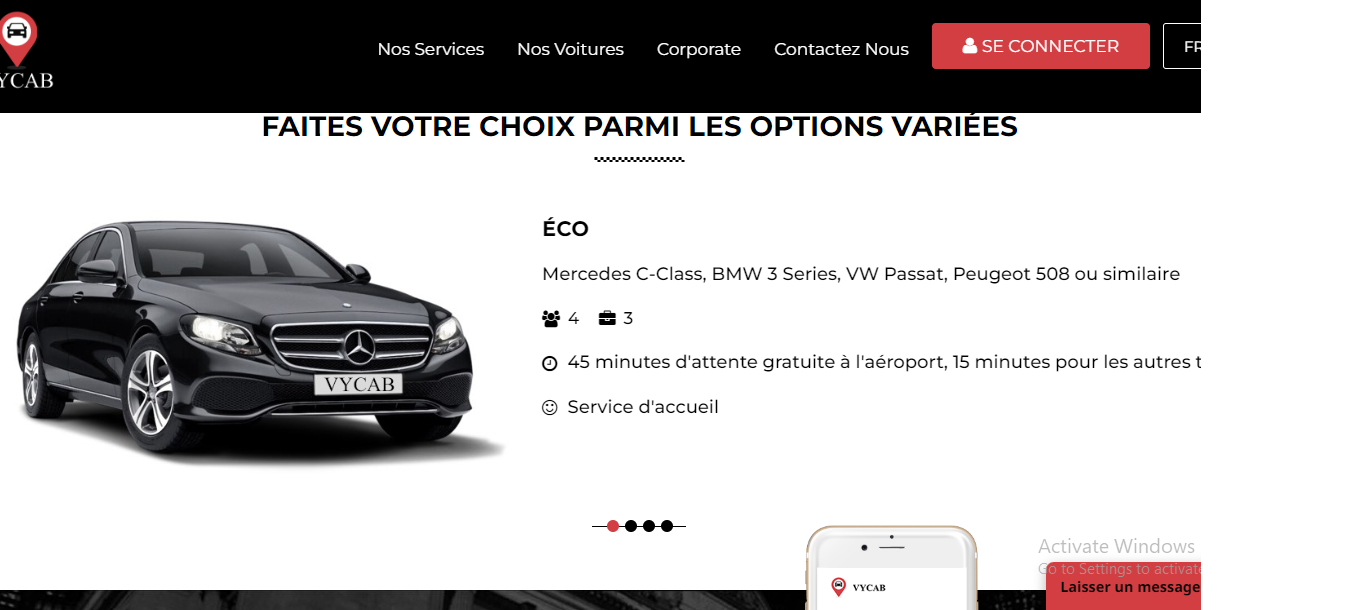 YCAB
Nos Services
Nos Voitures
Corporate
Contactez Nous
SE CONNECTER
FR
FAITES VOTRE CHOIX PARMI LES OPTIONS VARIÉES
ÉCO
Mercedes C-Class, BMW 3 Series, VW Passat, Peugeot 508 ou similaire
4 3
45 minutes d'attente gratuite à l'aéroport, 15 minutes pour les autres t
Service d'accueil
VYCAB
VYCAB
Activate Windows
Go to Settings to activate
Laisser un message